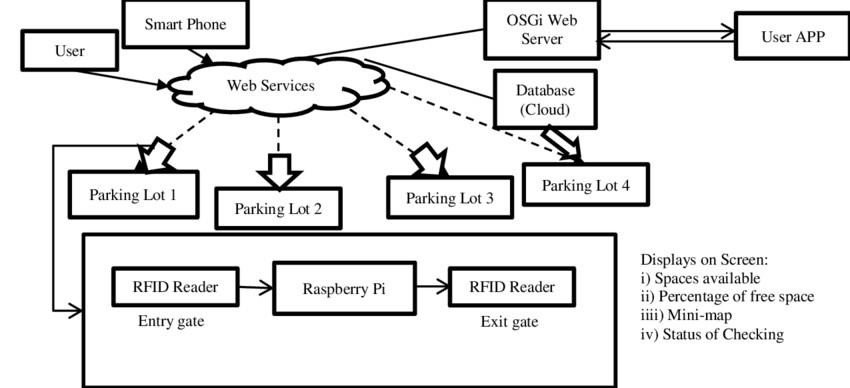 Smart Phone
OSGi Web
Server
User APP
User
Web Services
Database
(Cloud)
Parking Lot 1
Parking Lot 2
Parking Lot 3
Parking Lot 4
RFID Reader
Raspberry Pi
RFID Reader
Entry gate
Exit gate
Displays on Screen:
i) Spaces available
ii) Percentage of free space
iiii) Mini-map
iv) Status of Checking